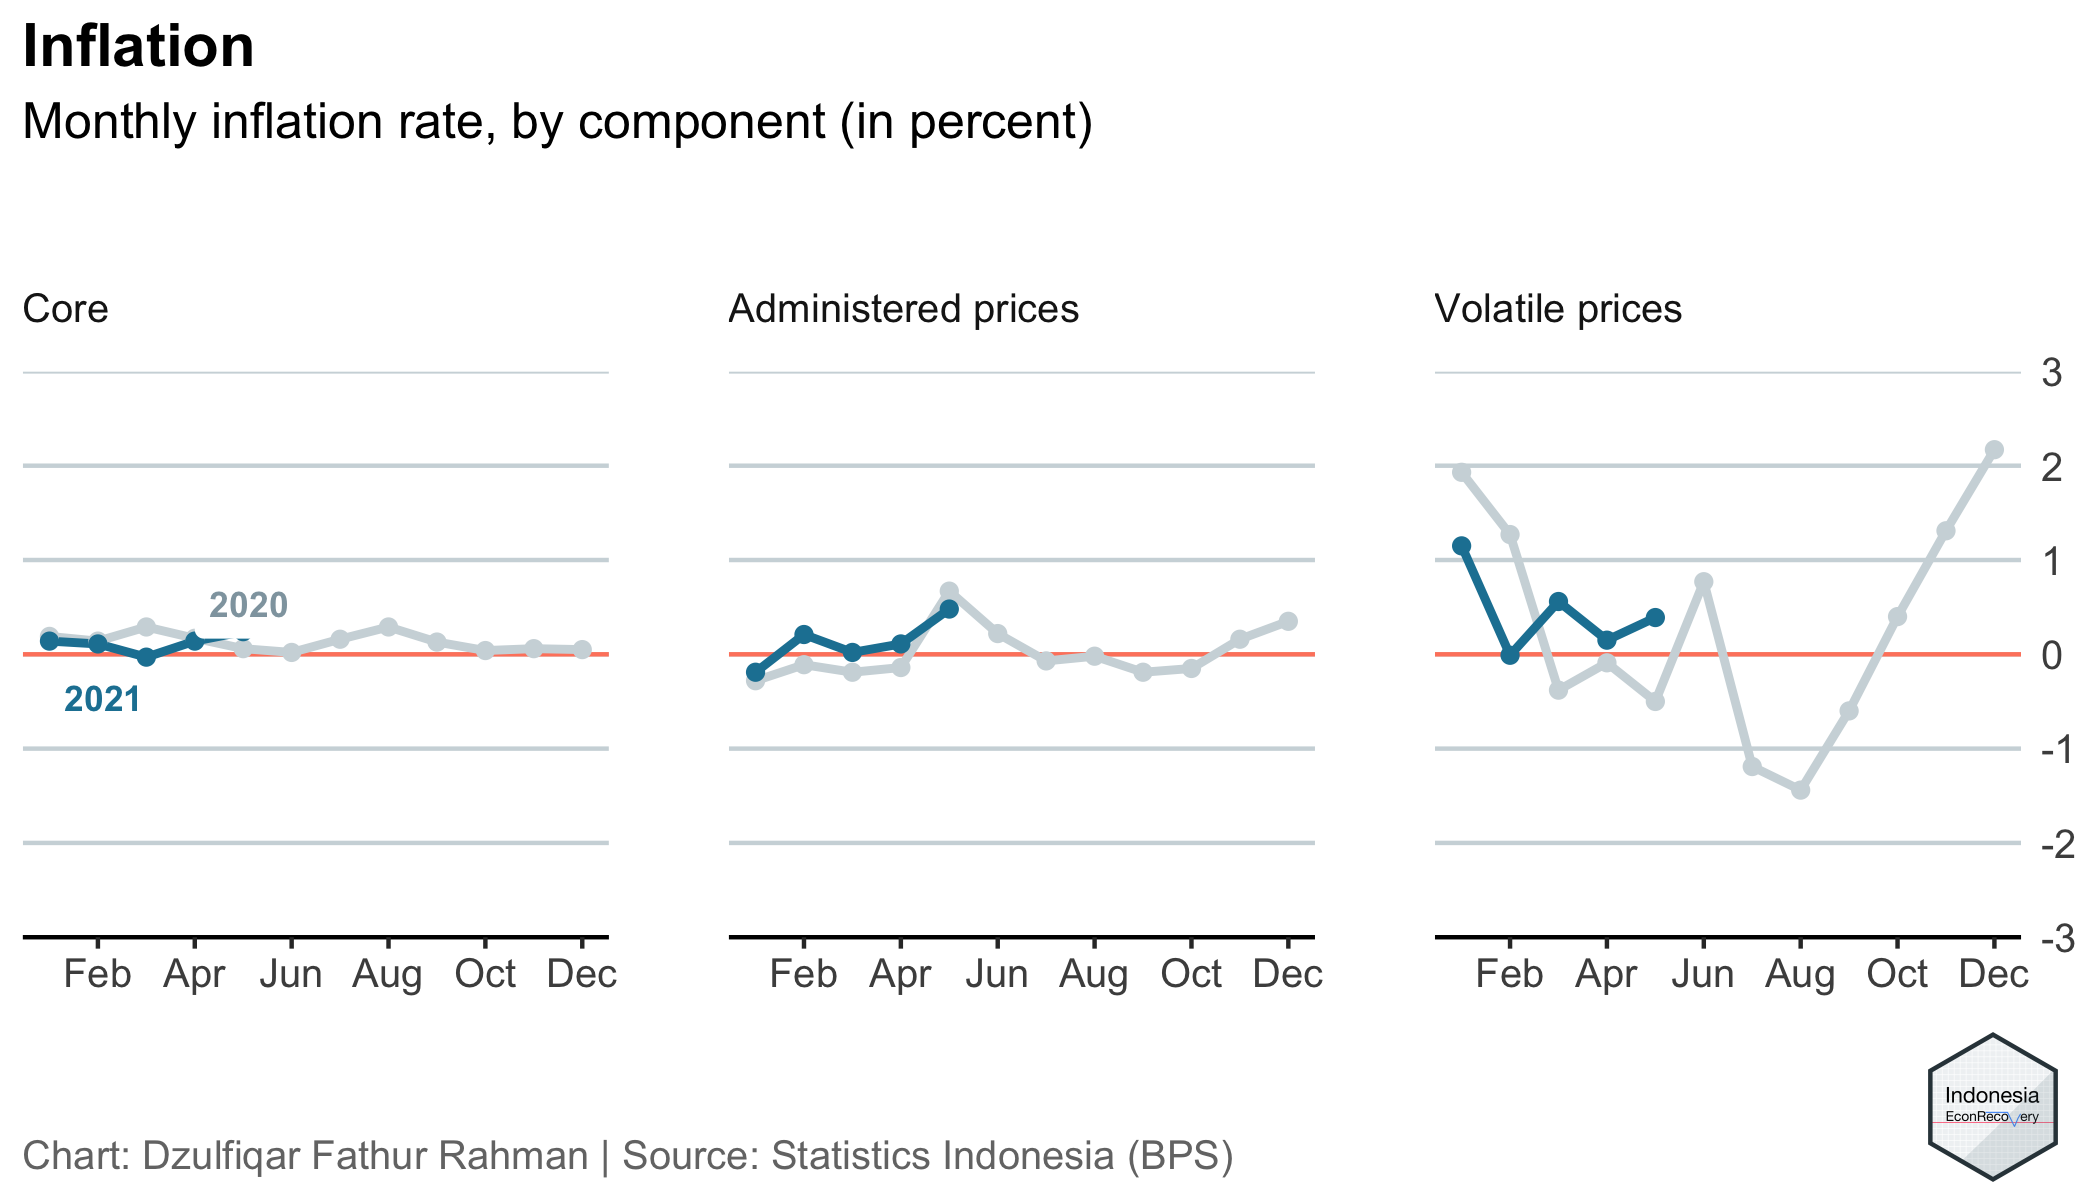 Inflation
Monthly inflation rate, by component (in percent)
Core
Administered prices
Volatile prices
3
2
1
0
-1
-2
-3
2020
2021
Feb Apr Jun Aug Oct Dec
Feb Apr Jun Aug Oct Dec
Feb Apr Jun Aug Oct Dec
Indonesia
EconRecovery
Chart: Dzulfiqar Fathur Rahman | Source: Statistics Indonesia (BPS)